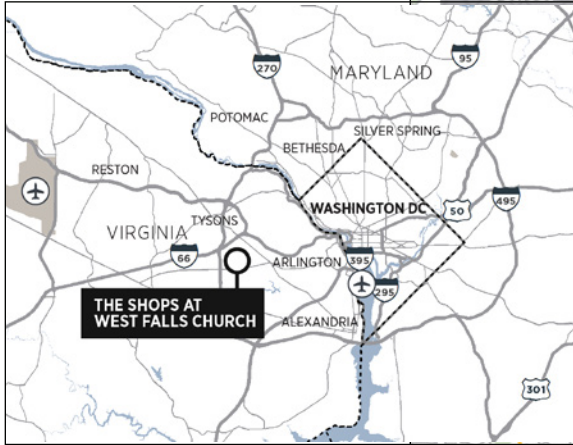 270
95
MARYLAND
POTOMAC
SILVER SPRING
BETHESDA
RESTON
495
50
WASHINGTON DC
TYSONS
VIRGINIA
66
ARLINGTON
395
295
THE SHOPS AT
WEST FALLS CHURCH
ALEXANDRIA
301